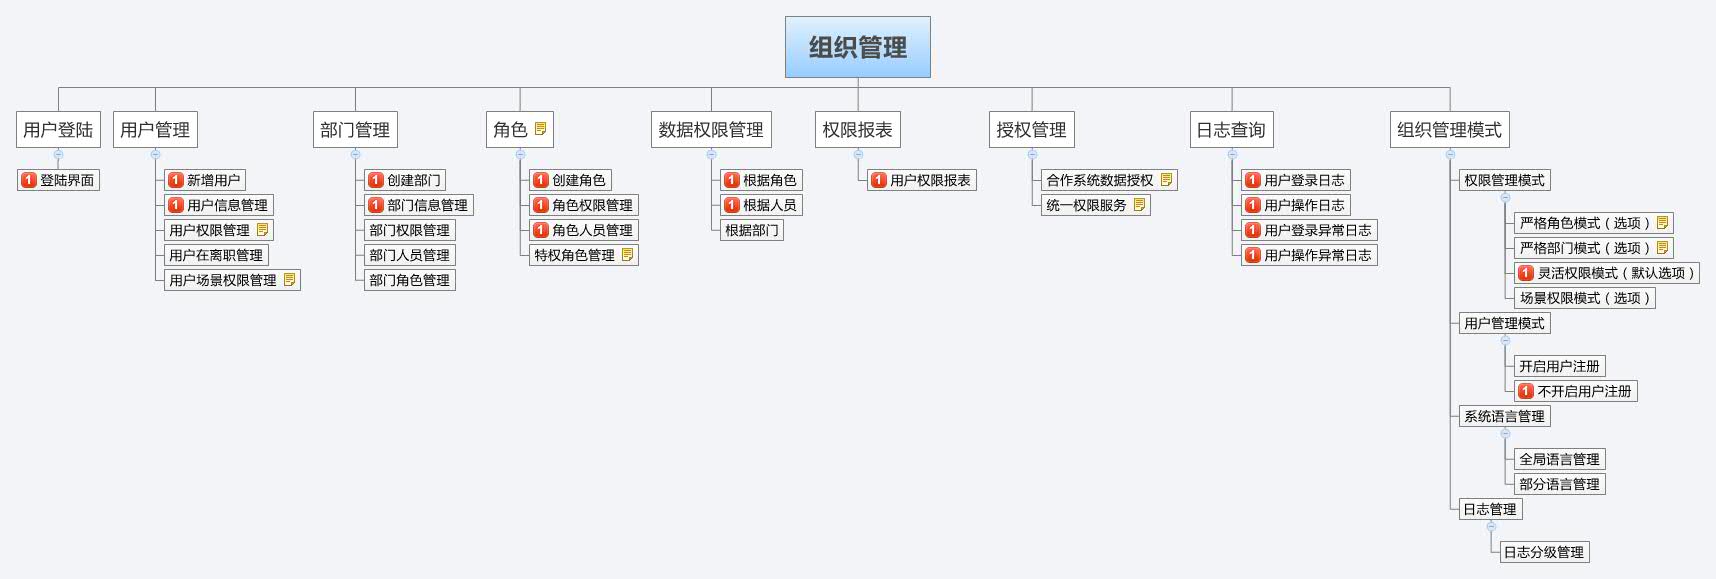 组织管理
用户登陆
1 登陆界面
用户管理
1 新增用户
1 用户信息管理
用户权限管理
用户在离职管理
用户场景权限管理
部门管理
1 创建部门
1 部门信息管理
部门权限管理
部门人员管理
部门角色管理
角色
1 创建角色
1 角色权限管理
1 角色人员管理
特权角色管理
数据权限管理
1 根据角色
1 根据人员
根据部门
权限报表
1 用户权限报表
授权管理
合作系统数据授权
统一权限服务
日志查询
1 用户登录日志
1 用户操作日志
1 用户登录异常日志
1 用户操作异常日志
组织管理模式
权限管理模式
严格角色模式（选项）
严格部门模式（选项）
1 灵活权限模式（默认选项）
场景权限模式（选项）
用户管理模式
开启用户注册
1 不开启用户注册
系统语言管理
全局语言管理
部分语言管理
日志管理
日志分级管理